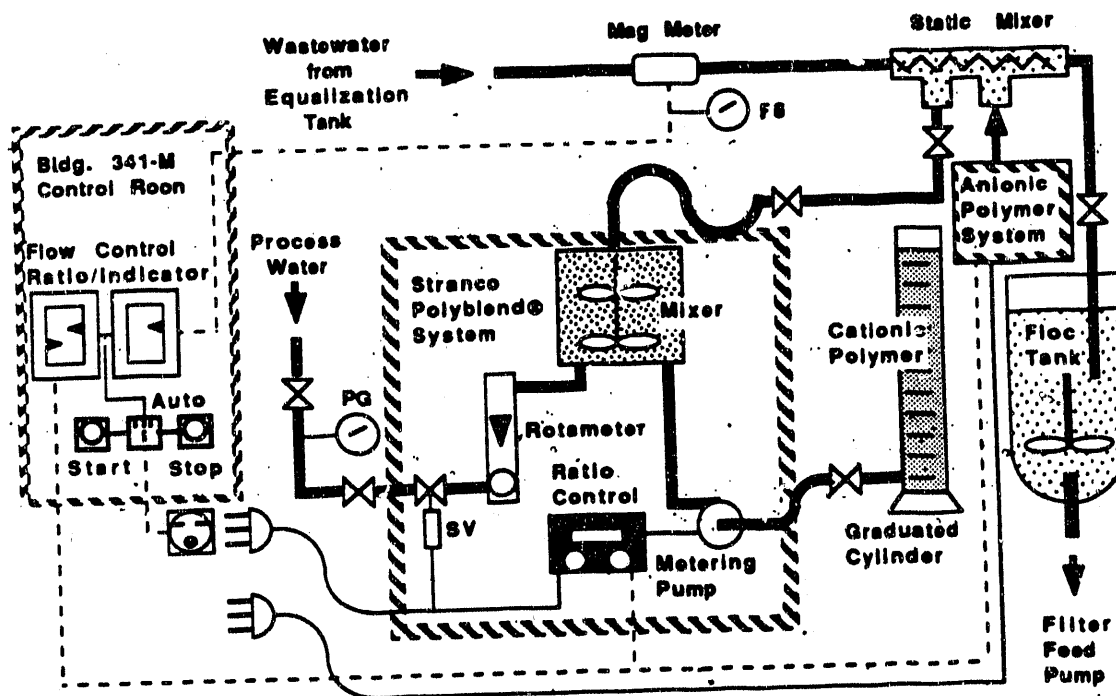 Static Mixer
Mag Meter
Wastewater
from
Equalization
Tank
FS
Bldg. 341-M
Control Roon
Anionic
Polymer
System
Flow Control
Ratio/Indicator
Process
Water
Stranco
Polyblend®
System
Mixer
Cationic
Polymer
Floc
Tank
PG
Auto
Start
Stop
Rotameter
Ratio
Control
SV
Metering
Pump
Graduated
Cylinder
Filter
Feed
Pump